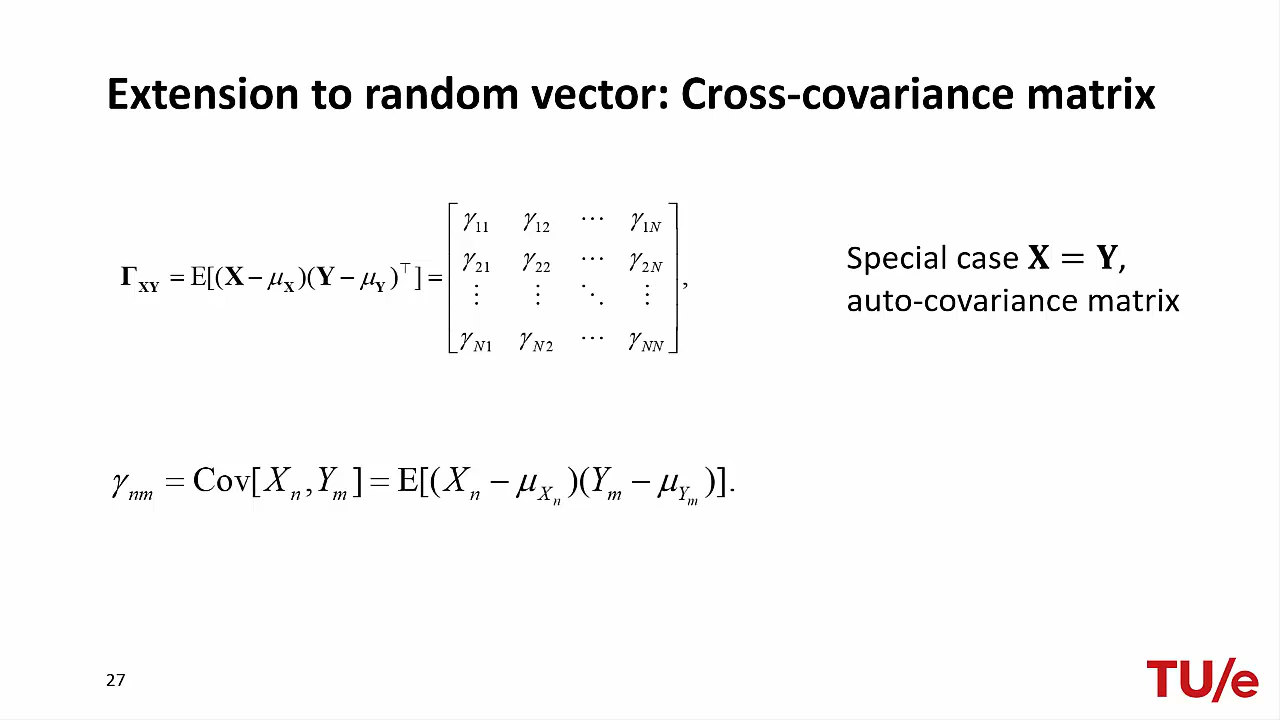 Extension to random vector: Cross-covariance matrix
Γ_XY = E[(X − μ_X)(Y − μ_Y)^⊤] = [γ_11 γ_12 ⋯ γ_1N
γ_21 γ_22 ⋯ γ_2N
⋮ ⋮ ⋱ ⋮
γ_N1 γ_N2 ⋯ γ_NN],
Special case X = Y,
auto-covariance matrix
γ_nm = Cov[X_n, Y_m] = E[(X_n − μ_{X_n})(Y_m − μ_{Y_m})].
27
TU/e